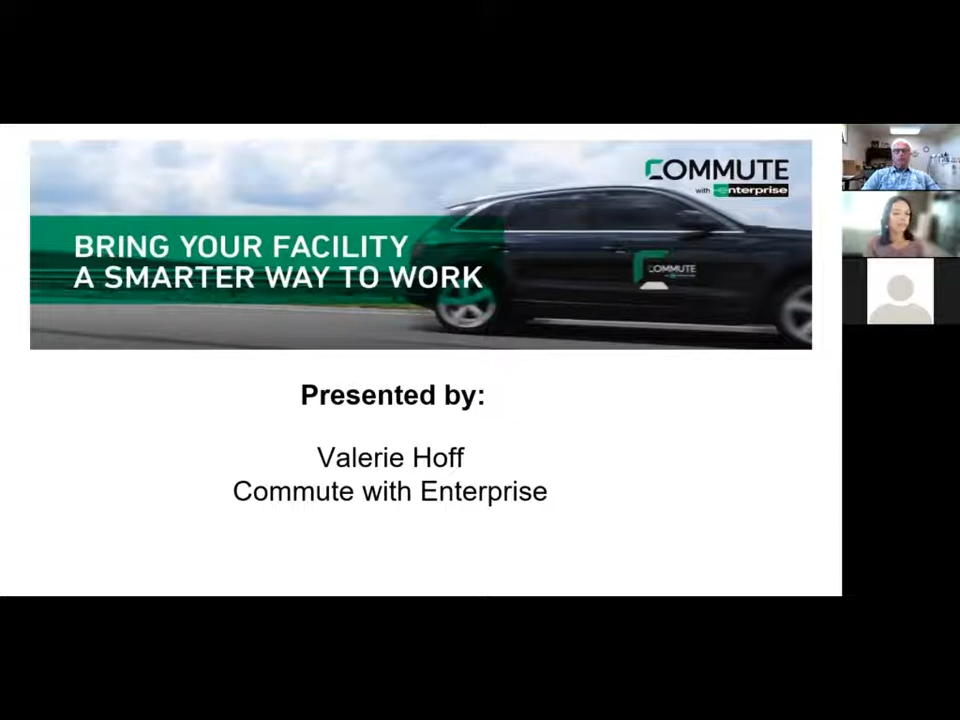 COMMUTE
with enterprise
BRING YOUR FACILITY
A SMARTER WAY TO WORK
COMMUTE
Presented by:
Valerie Hoff
Commute with Enterprise